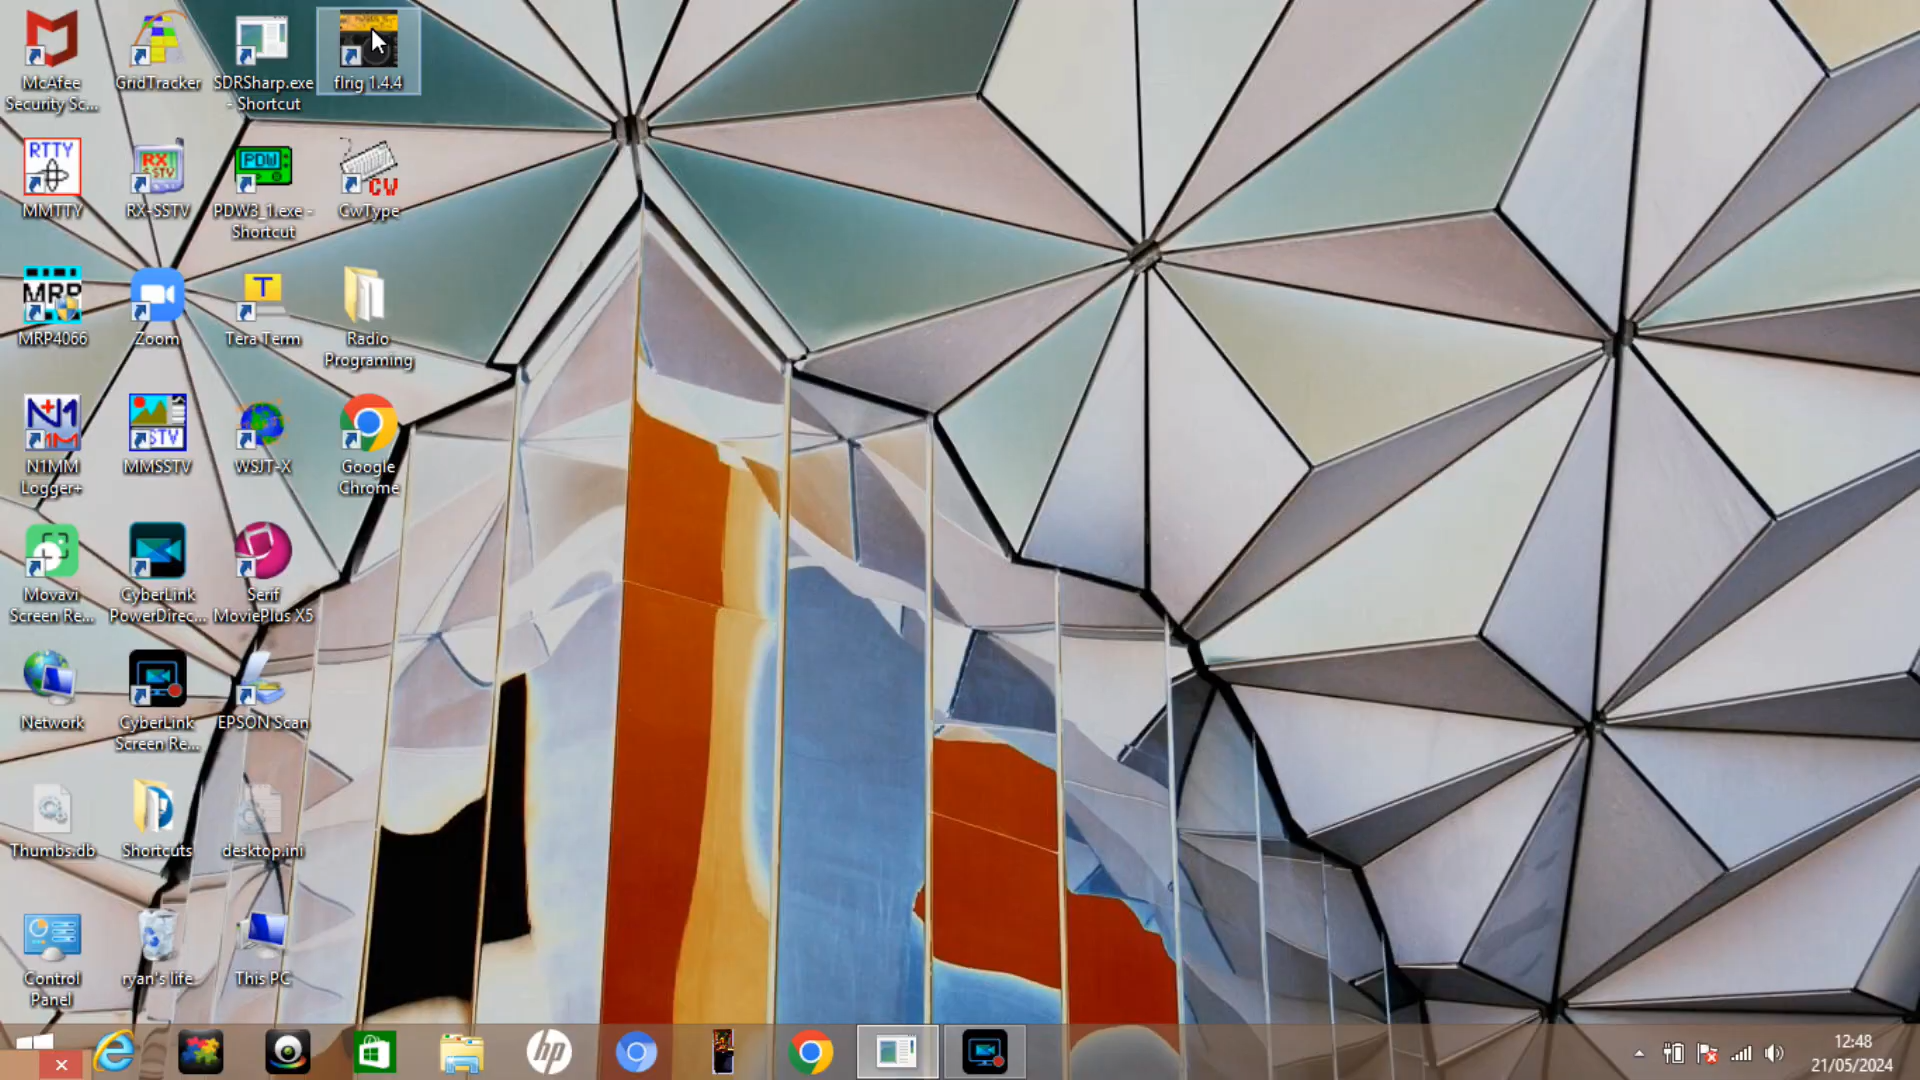 McAfee
Security Sc...
GridTracker
SDRSharp.exe
- Shortcut
flrig 1.4.4
RTTY
MMTTY
RX
SSTV
RX-SSTV
PDW
PDW3_1.exe -
Shortcut
CW
CwType
MRP
MRP4066
Zoom
T
Tera Term
Radio
Programing
N1
MM
N1MM
Logger+
STV
MMSSTV
WSJT-X
Google
Chrome
Movavi
Screen Re...
CyberLink
PowerDirec...
Serif
MoviePlus X5
Network
CyberLink
Screen Re...
EPSON Scan
Thumbs.db
Shortcuts
desktop.ini
Control
Panel
ryan's life
This PC
hp
12:48
21/05/2024